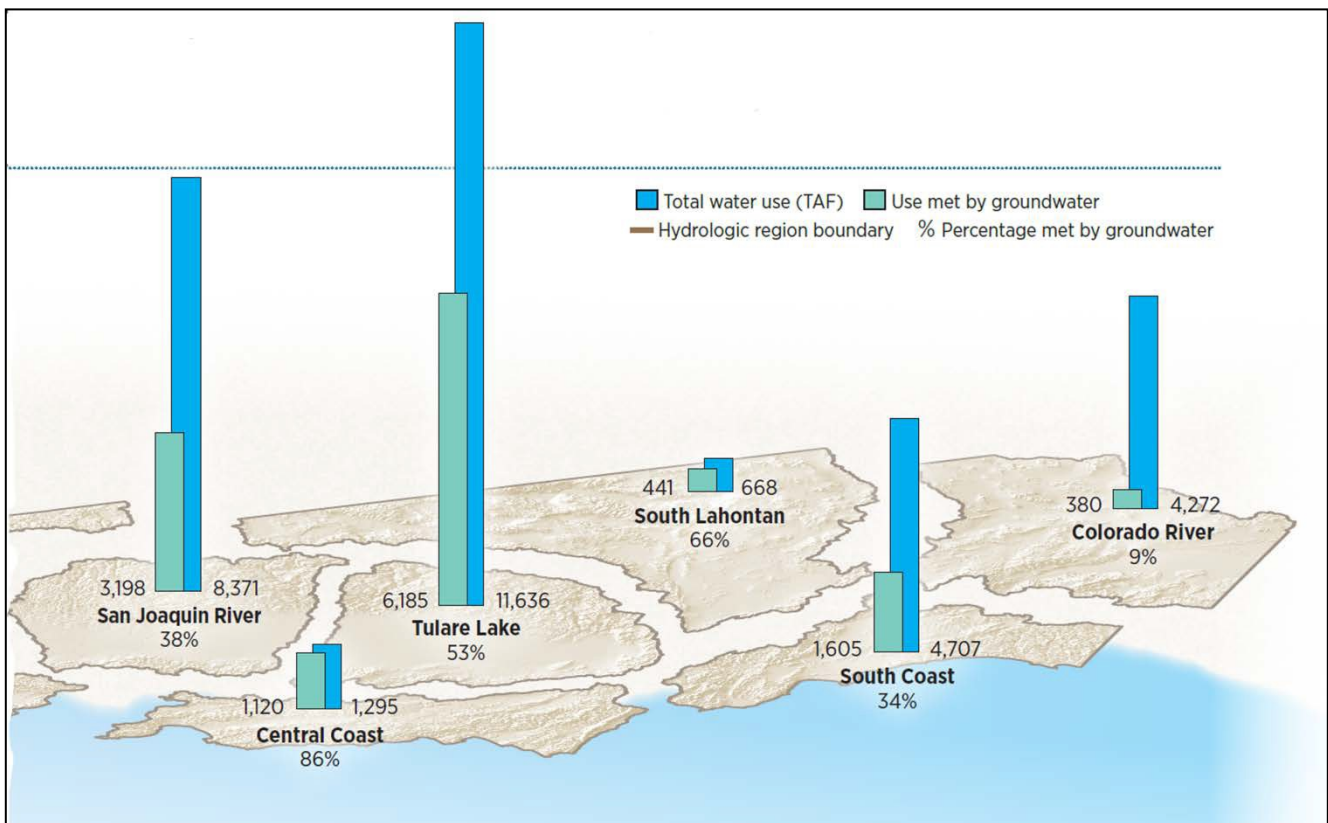 Total water use (TAF) Use met by groundwater
Hydrologic region boundary % Percentage met by groundwater
441 668
South Lahontan
66%
380 4,272
Colorado River
9%
3,198 8,371
San Joaquin River
38%
6,185 11,636
Tulare Lake
53%
1,605 4,707
South Coast
34%
1,120 1,295
Central Coast
86%